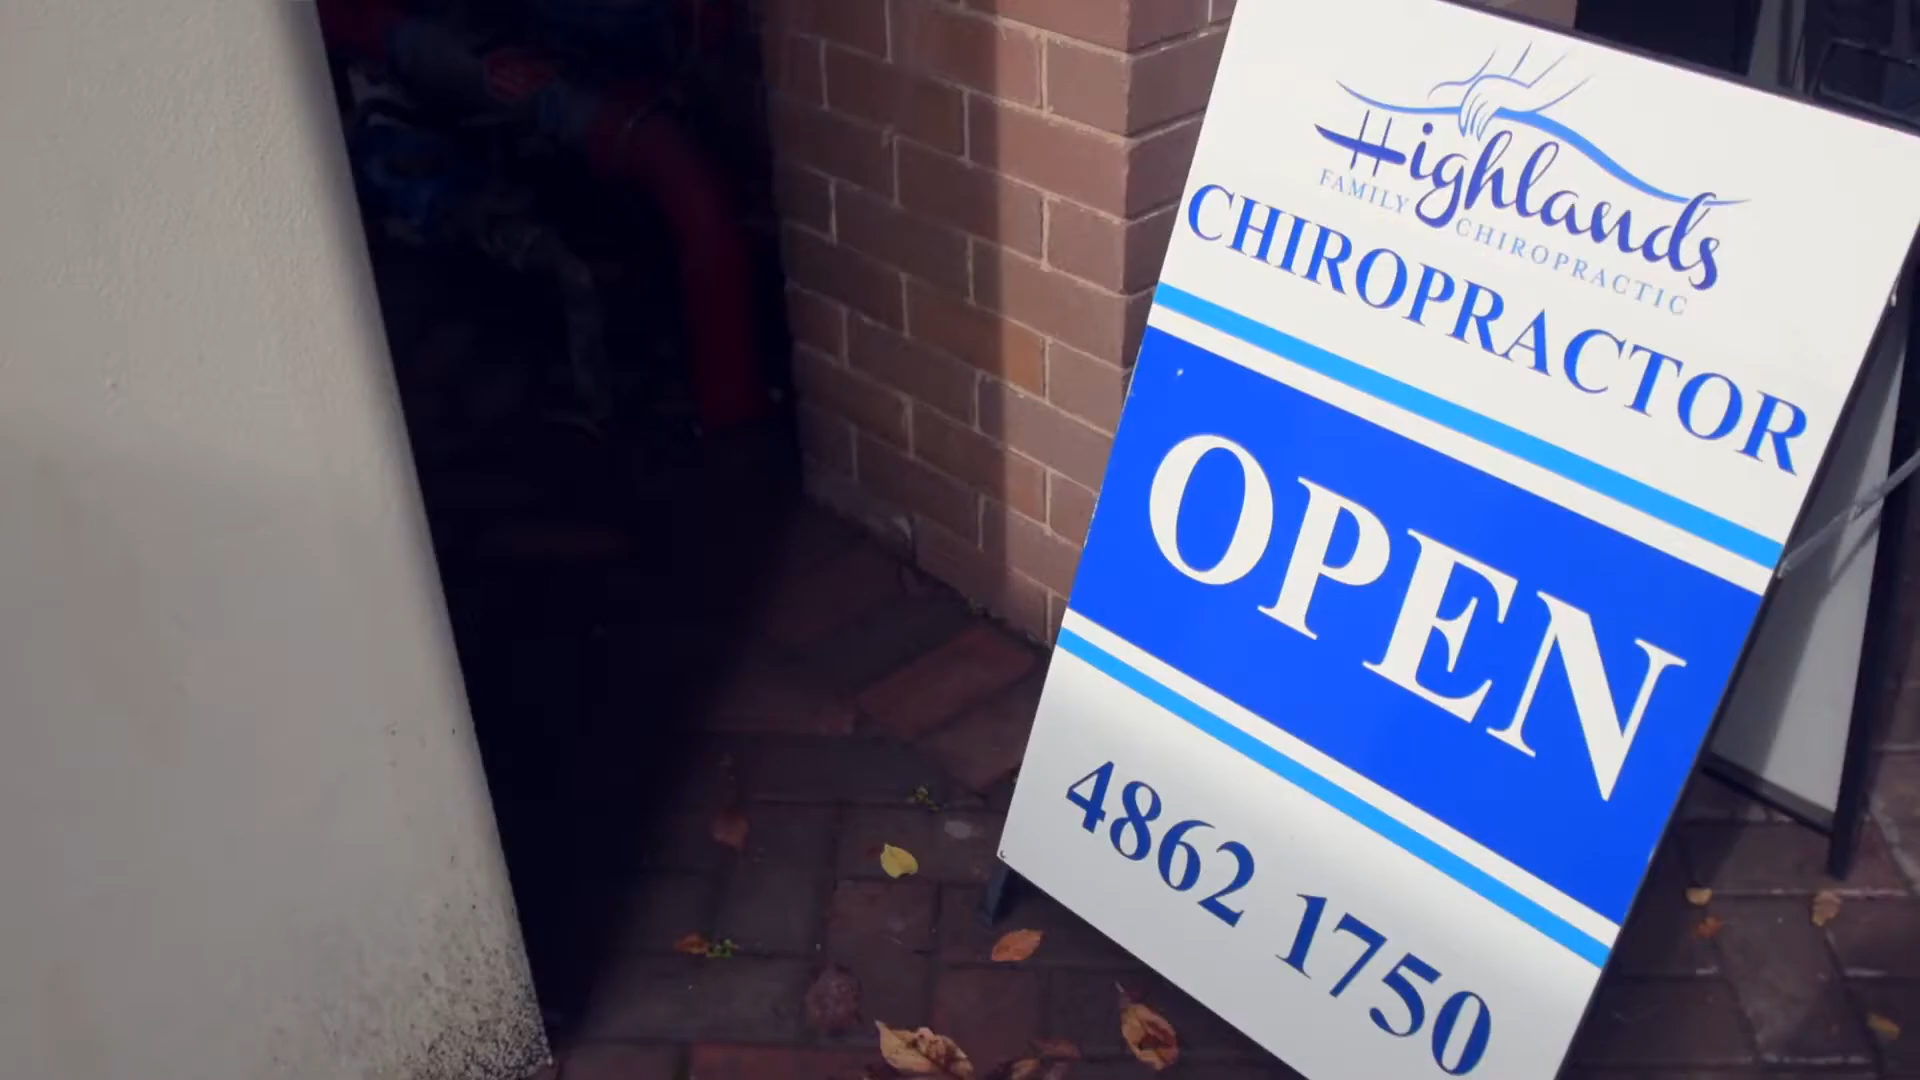 Highlands
FAMILY CHIROPRACTIC
CHIROPRACTOR
OPEN
4862 1750